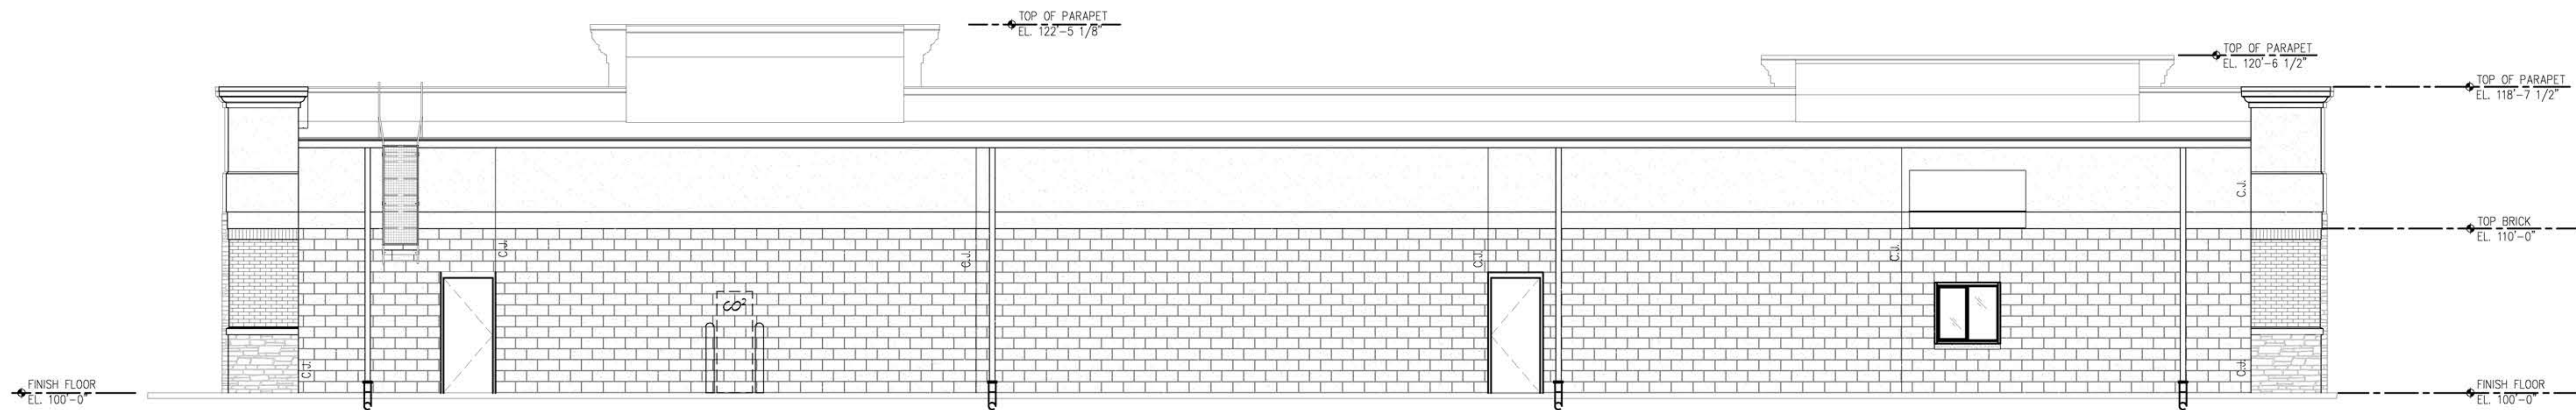 TOP OF PARAPET
EL. 122'-5 1/8"
TOP OF PARAPET
EL. 120'-6 1/2"
TOP OF PARAPET
EL. 118'-7 1/2"
C.J.
TOP BRICK
EL. 110'-0"
C.J.
C.J.
C.J.
C.J.
C.J.
C.J.
FINISH FLOOR
EL. 100'-0"
FINISH FLOOR
EL. 100'-0"